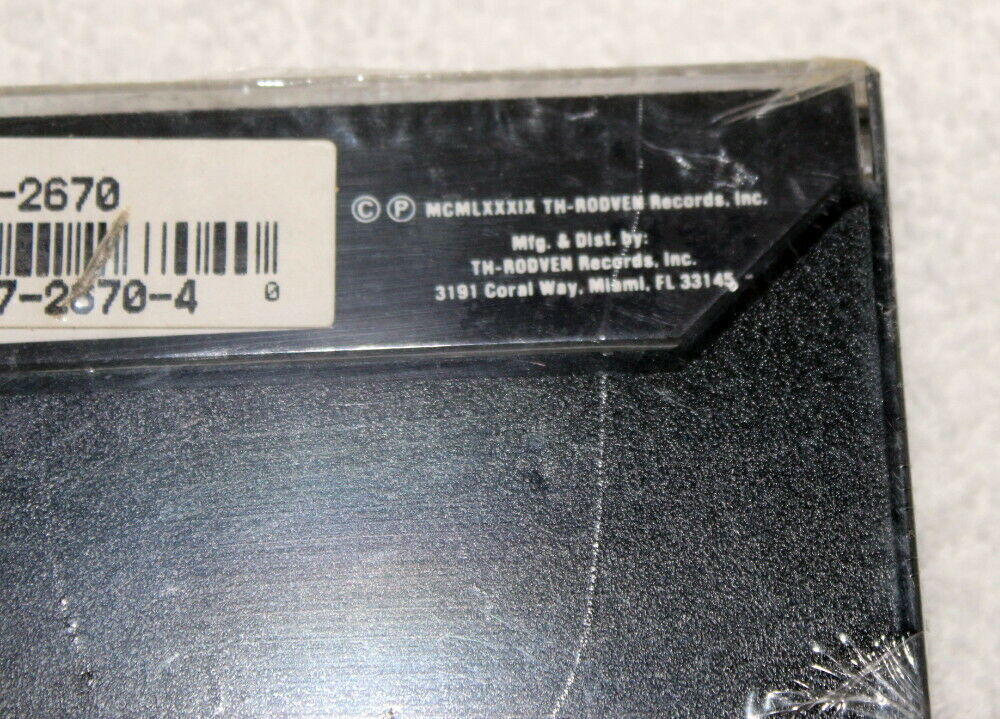 -2670
7-2670-4 0
© ℗ MCMLXXXIX TH-RODVEN Records, Inc.
Mfg. & Dist. by:
TH-RODVEN Records, Inc.
3191 Coral Way, Miami, FL 33145